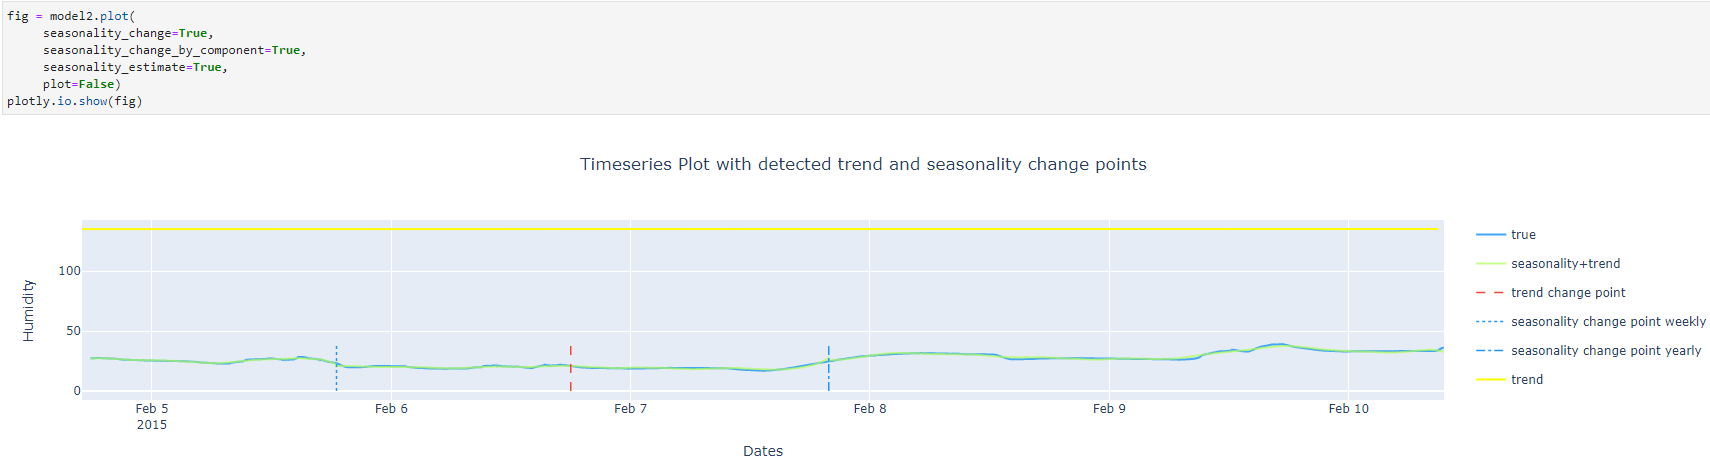 fig = model2.plot(
seasonality_change=True,
seasonality_change_by_component=True,
seasonality_estimate=True,
plot=False)
plotly.io.show(fig)
Timeseries Plot with detected trend and seasonality change points
Humidity
100
50
0
Feb 5
2015
Feb 6
Feb 7
Feb 8
Feb 9
Feb 10
Dates
true
seasonality+trend
trend change point
seasonality change point weekly
seasonality change point yearly
trend